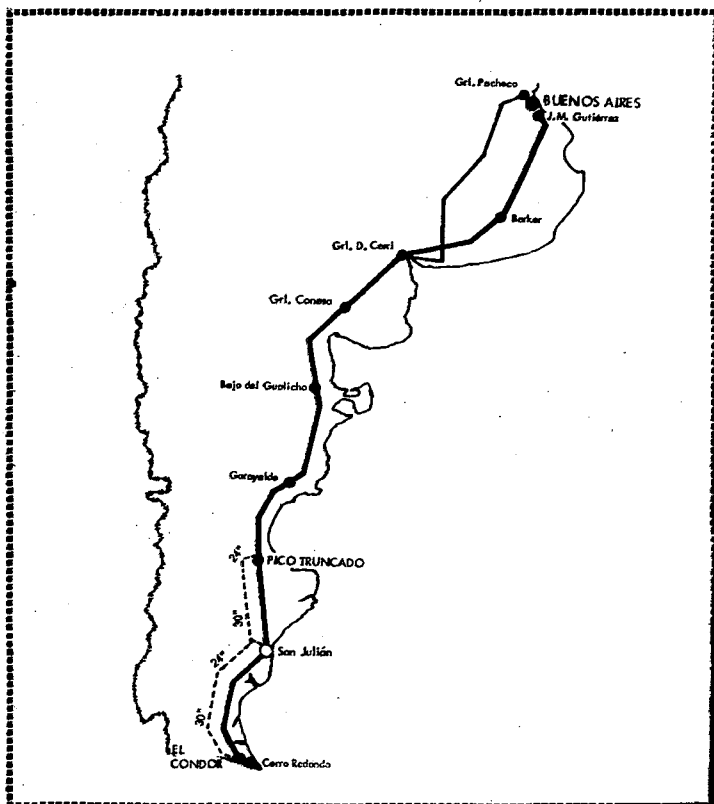 Grl. Pacheco
BUENOS AIRES
J.M. Gutiérrez
Barker
Grl. D. Cerri
Grl. Conesa
Bajo del Gualicho
Garayalde
24"
PICO TRUNCADO
30"
24"
San Julián
30"
EL
CONDOR
Cerro Redondo